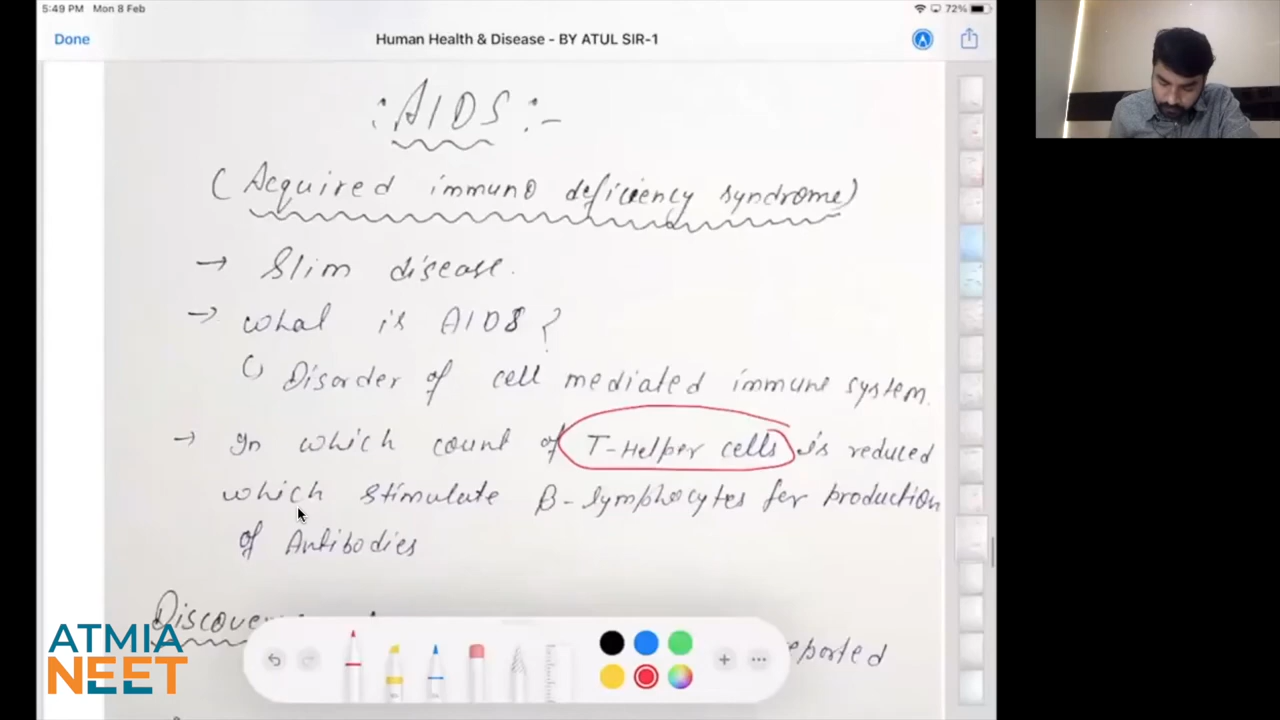 5:49 PM Mon 8 Feb
72%
Done
Human Health & Disease - BY ATUL SIR-1
:AIDS:-
(Acquired immuno deficiency syndrome)
→ Slim disease.
→ What is AIDS?
Disorder of cell mediated immune system.
→ In which count of T-Helper cells is reduced
which stimulate B-lymphocytes for production
of Antibodies
reported
ATMIA
NEET